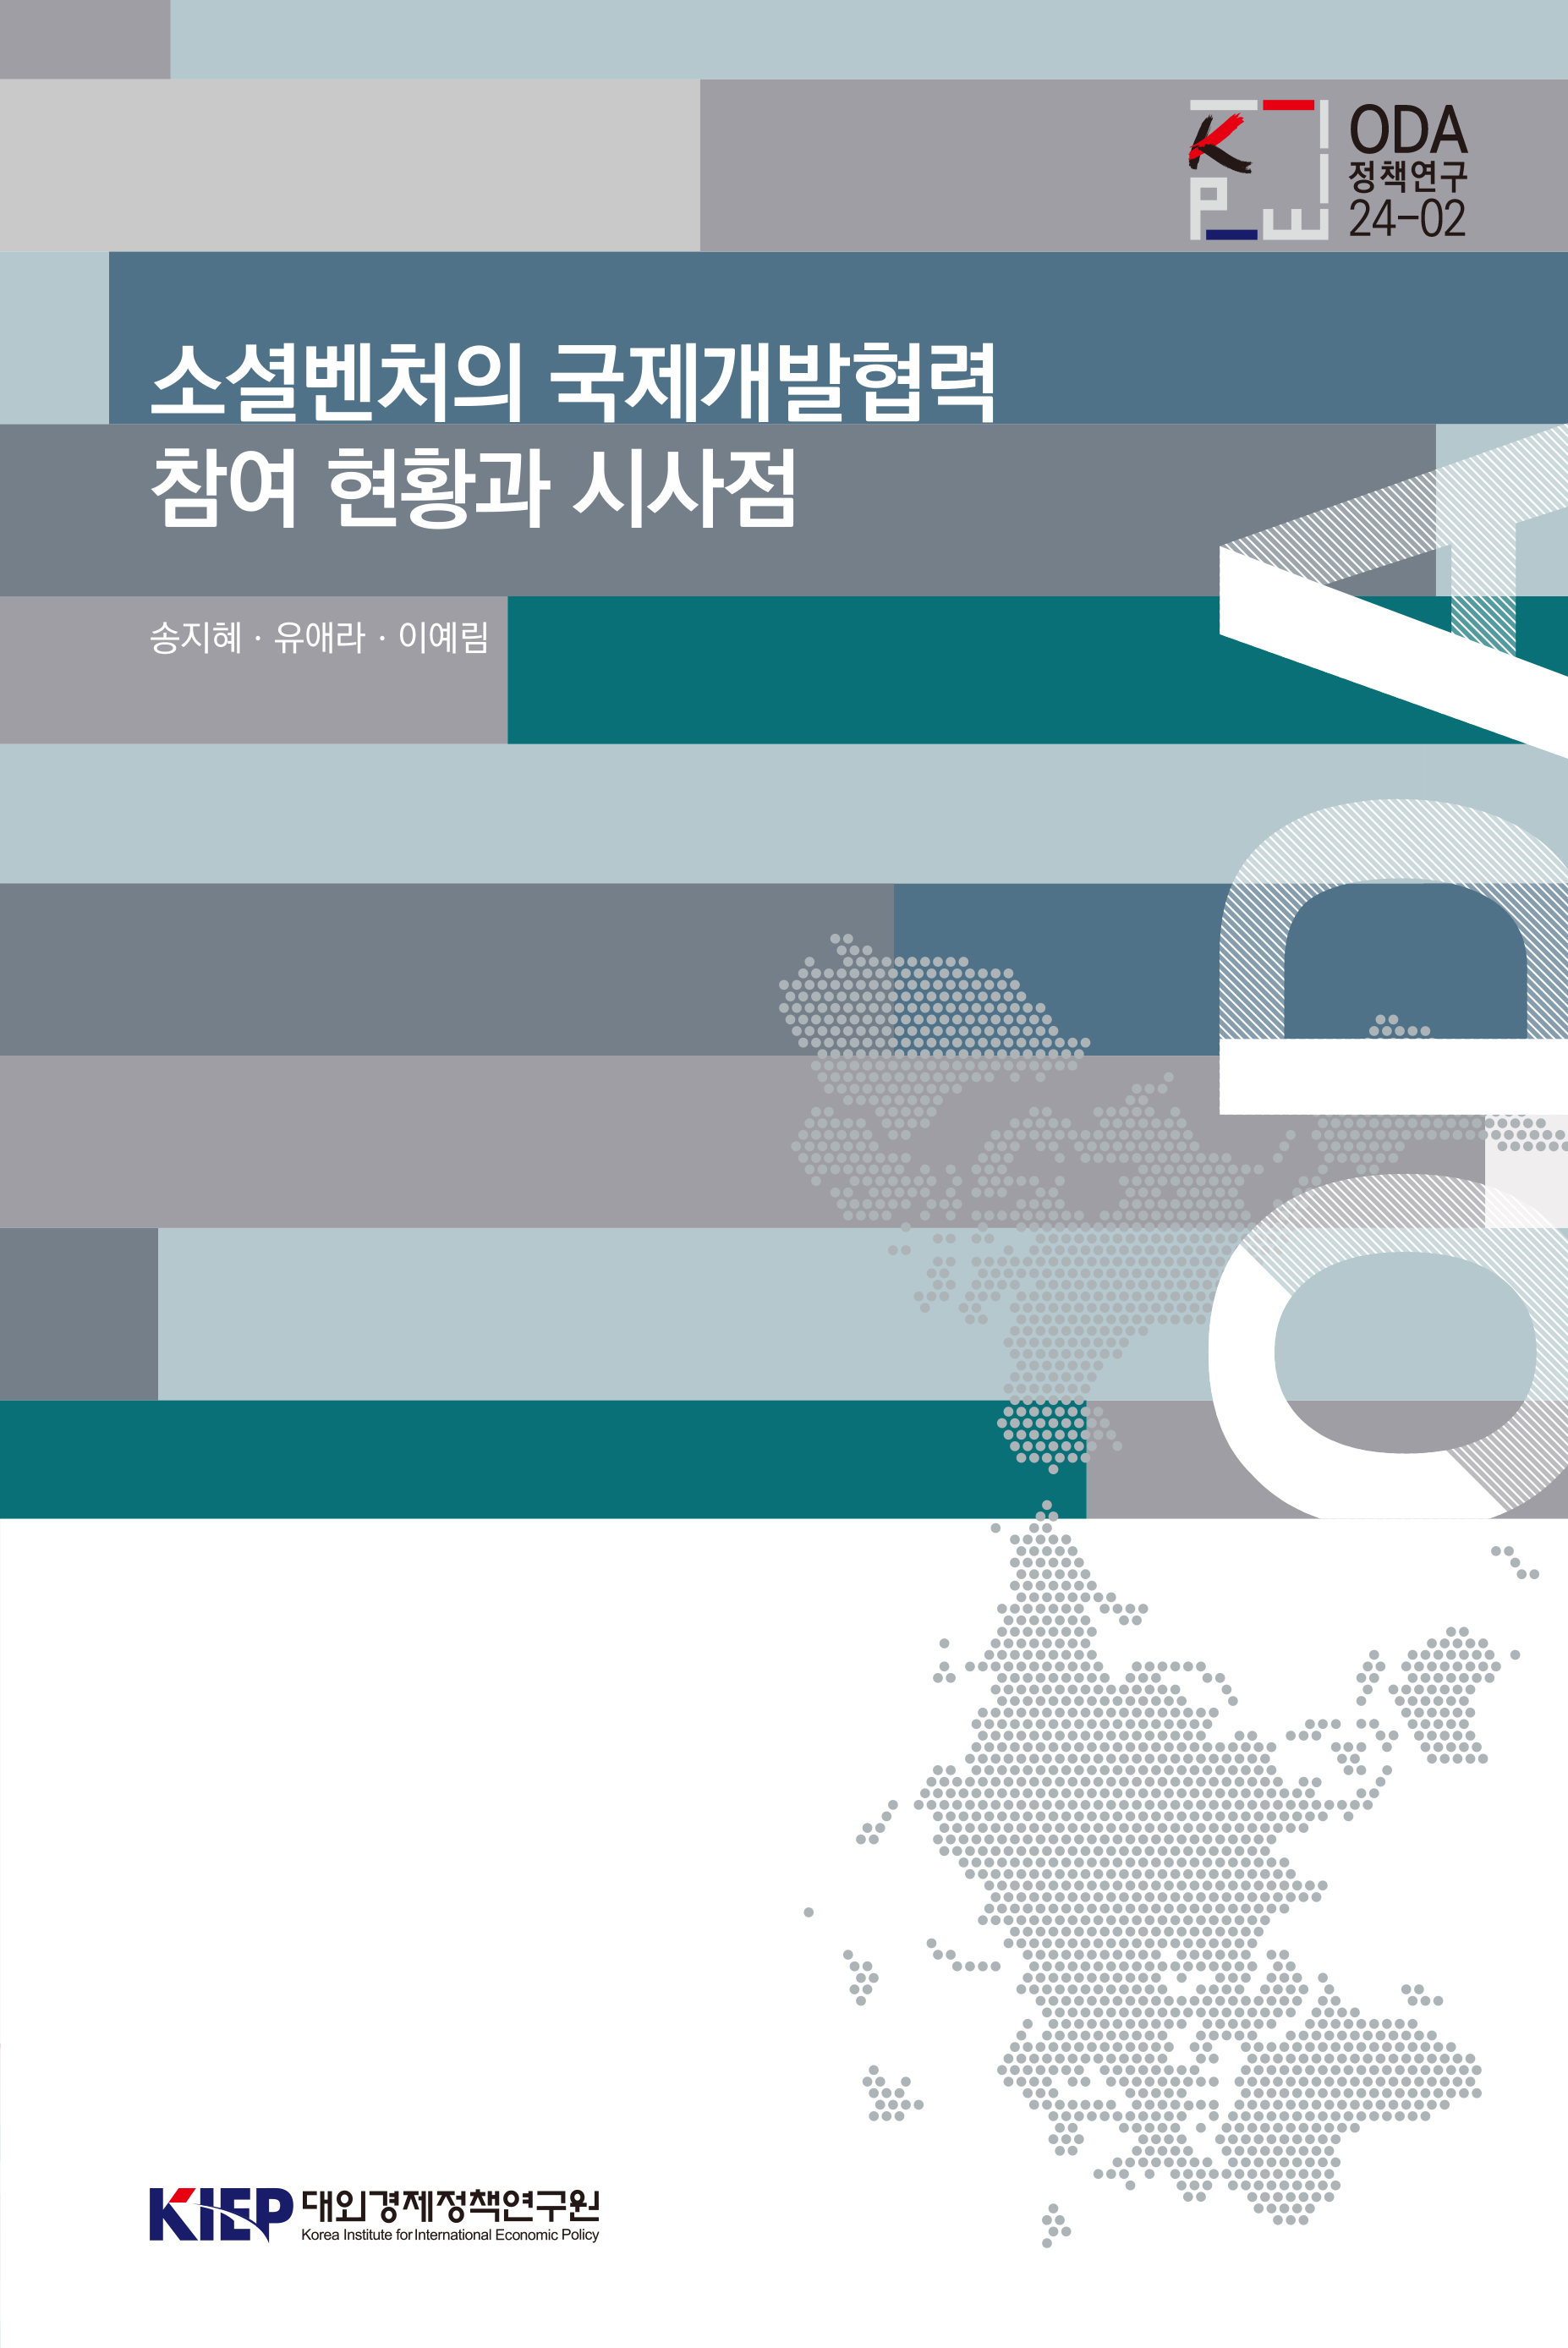 ODA
정책연구
24-02
소셜벤처의 국제개발협력
참여 현황과 시사점
송지혜 · 유애라 · 이예림
ODA
KIEP 대외경제정책연구원
Korea Institute for International Economic Policy